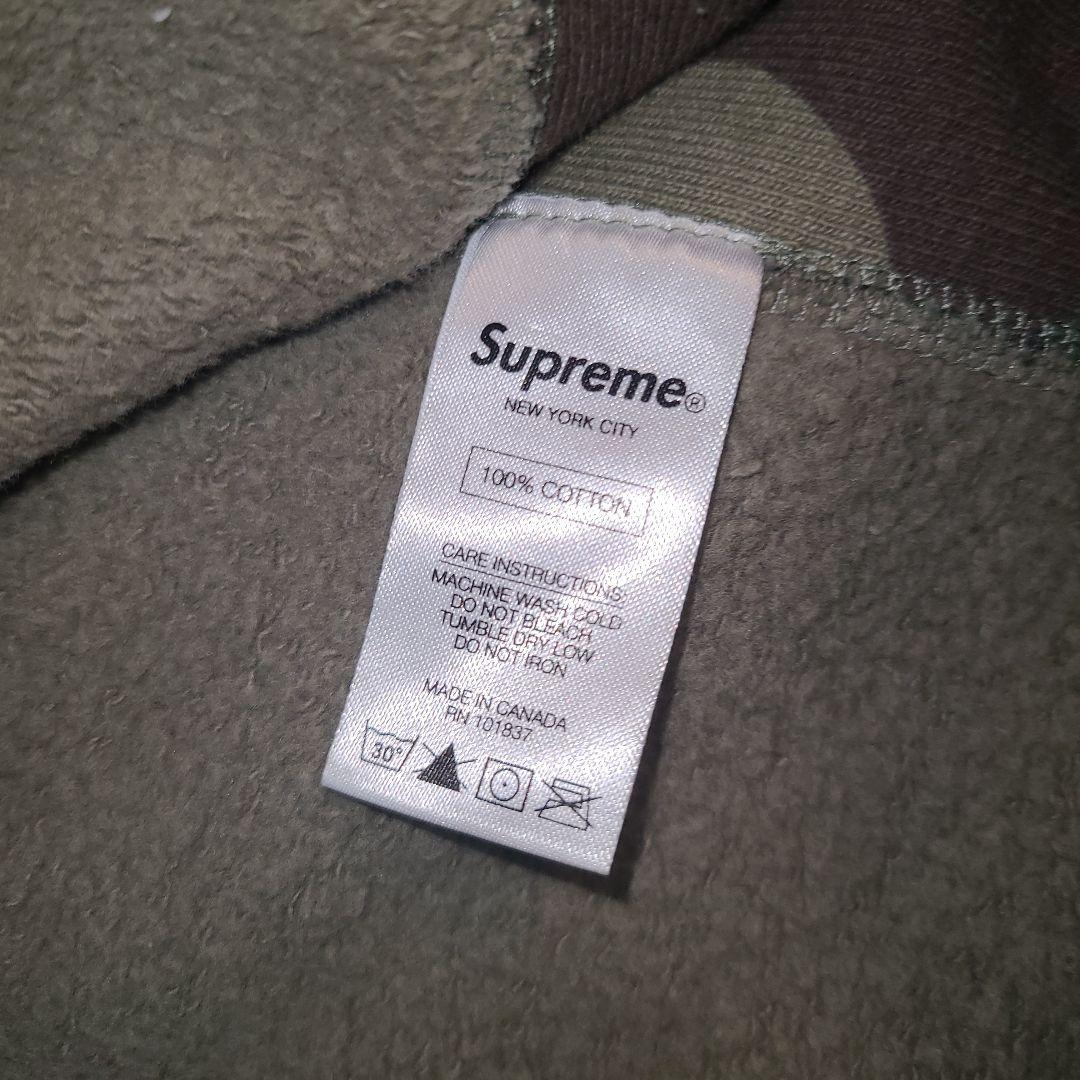 Supreme®
NEW YORK CITY
100% COTTON
CARE INSTRUCTIONS:
MACHINE WASH COLD
DO NOT BLEACH
TUMBLE DRY LOW
DO NOT IRON
MADE IN CANADA
RN 101837
30°